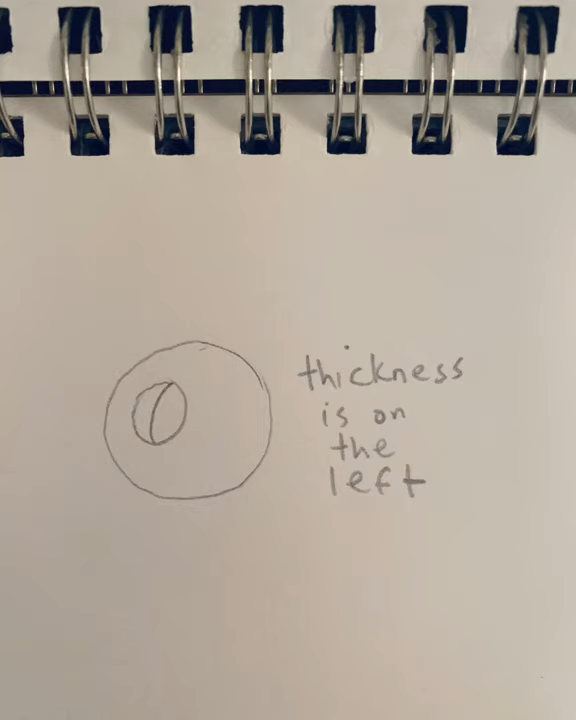 thickness
is on
the
left